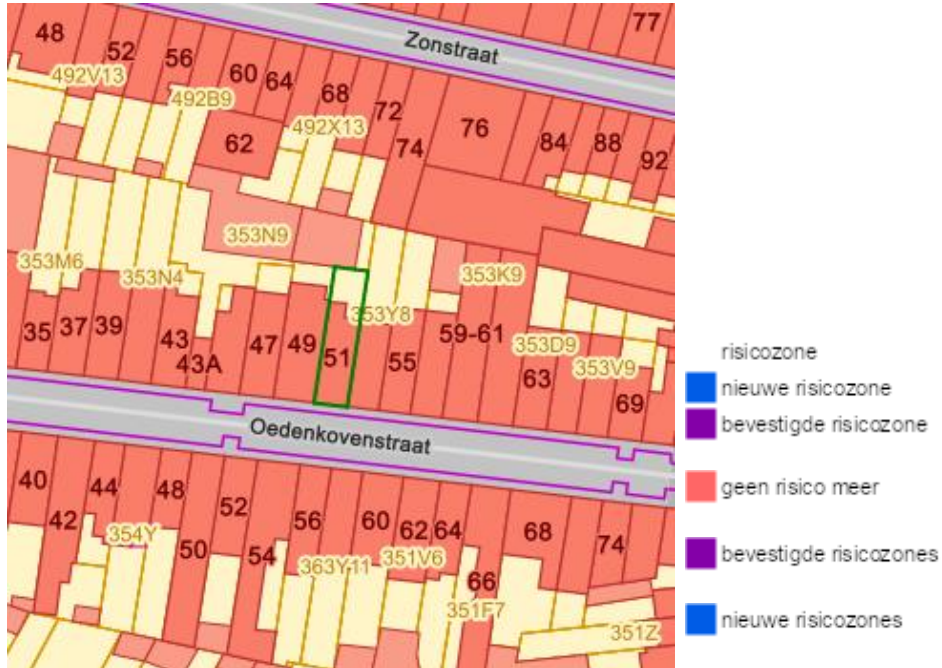 77
48
Zonstraat
52
56
60
64
492V13
68
492B9
72
76
492X13
62
74
84
88
92
353N9
353M6
353N4
353K9
353Y8
35
37
39
43
43A
47
49
51
55
59-61
353D9
63
353V9
69
risicozone
nieuwe risicozone
bevestigde risicozone
Oedenkovenstraat
geen risico meer
40
44
48
42
52
56
60
62
64
68
74
354Y
50
54
363Y11
351V6
66
351F7
351Z
bevestigde risicozones
nieuwe risicozones